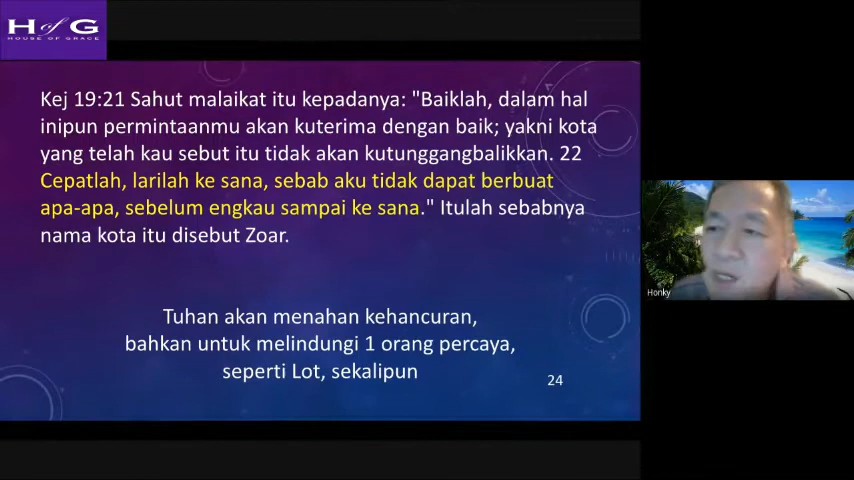 H of G
HOUSE OF GRACE
Kej 19:21 Sahut malaikat itu kepadanya: "Baiklah, dalam hal
inipun permintaanmu akan kuterima dengan baik; yakni kota
yang telah kau sebut itu tidak akan kutunggangbalikkan. 22
Cepatlah, larilah ke sana, sebab aku tidak dapat berbuat
apa-apa, sebelum engkau sampai ke sana." Itulah sebabnya
nama kota itu disebut Zoar.
Tuhan akan menahan kehancuran,
bahkan untuk melindungi 1 orang percaya,
seperti Lot, sekalipun
24
Honky